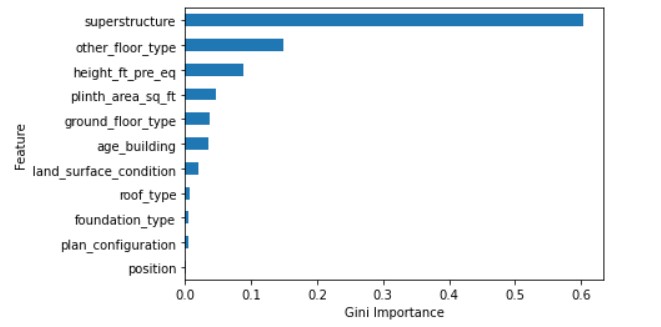 superstructure
other_floor_type
height_ft_pre_eq
plinth_area_sq_ft
ground_floor_type
age_building
land_surface_condition
roof_type
foundation_type
plan_configuration
position
Feature
0.0 0.1 0.2 0.3 0.4 0.5 0.6
Gini Importance